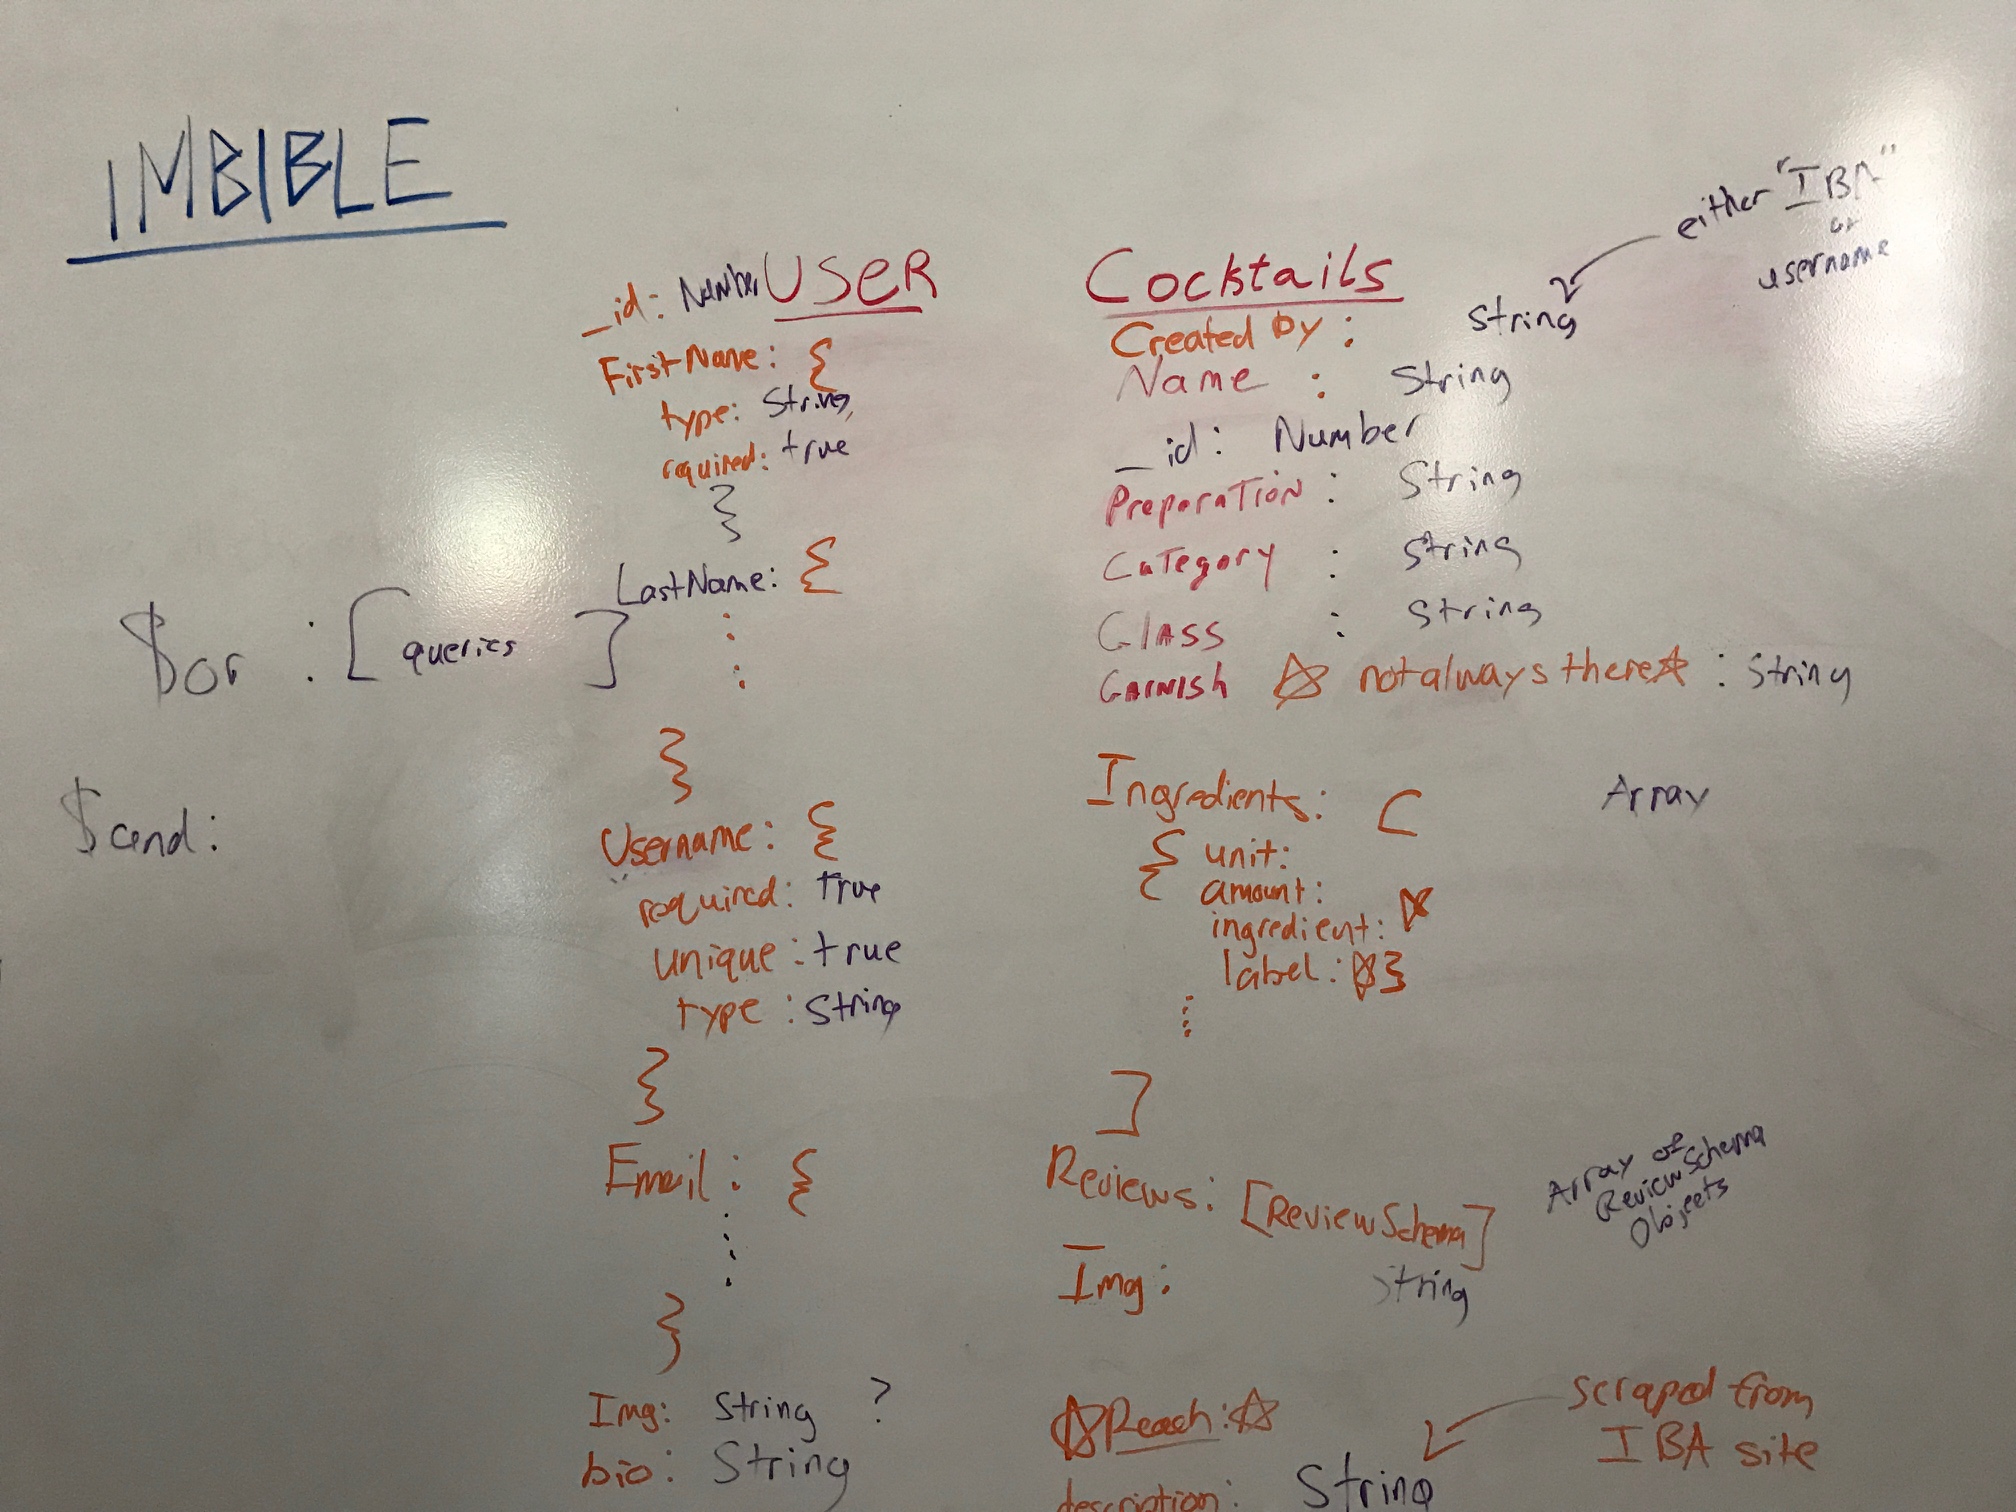 IMBIBLE
USER
_id: Number
FirstName: {
type: String,
required: true
}
LastName: {
:
}
Username: {
required: true
unique: true
type: String
}
Email: {
}
Img: String ?
bio: String
$or : [queries]
$and:
Cocktails
either "IBA"
or
username
Created by : String
Name : String
_id: Number
Preparation : String
Category : String
Glass : String
Garnish ☆ not always there ☆ : String
Ingredients: [ Array
{ unit:
amount:
ingredient: ☆
label: ☆ }
]
Reviews: [ReviewSchema]
Array of
ReviewSchema
Objects
Img: String
☆Reach:☆
scraped from
IBA site
description: String